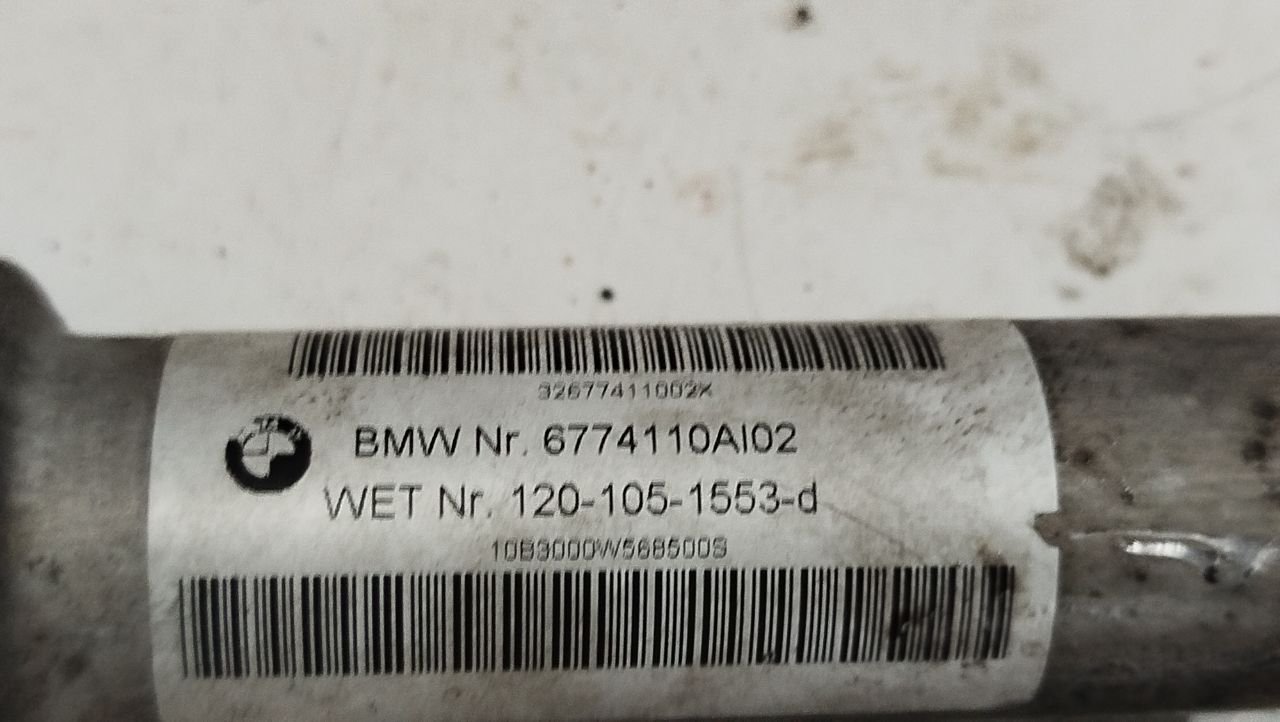 32677411002X
BMW Nr. 6774110AI02
WET Nr. 120-105-1553-d
10B3000W568500S